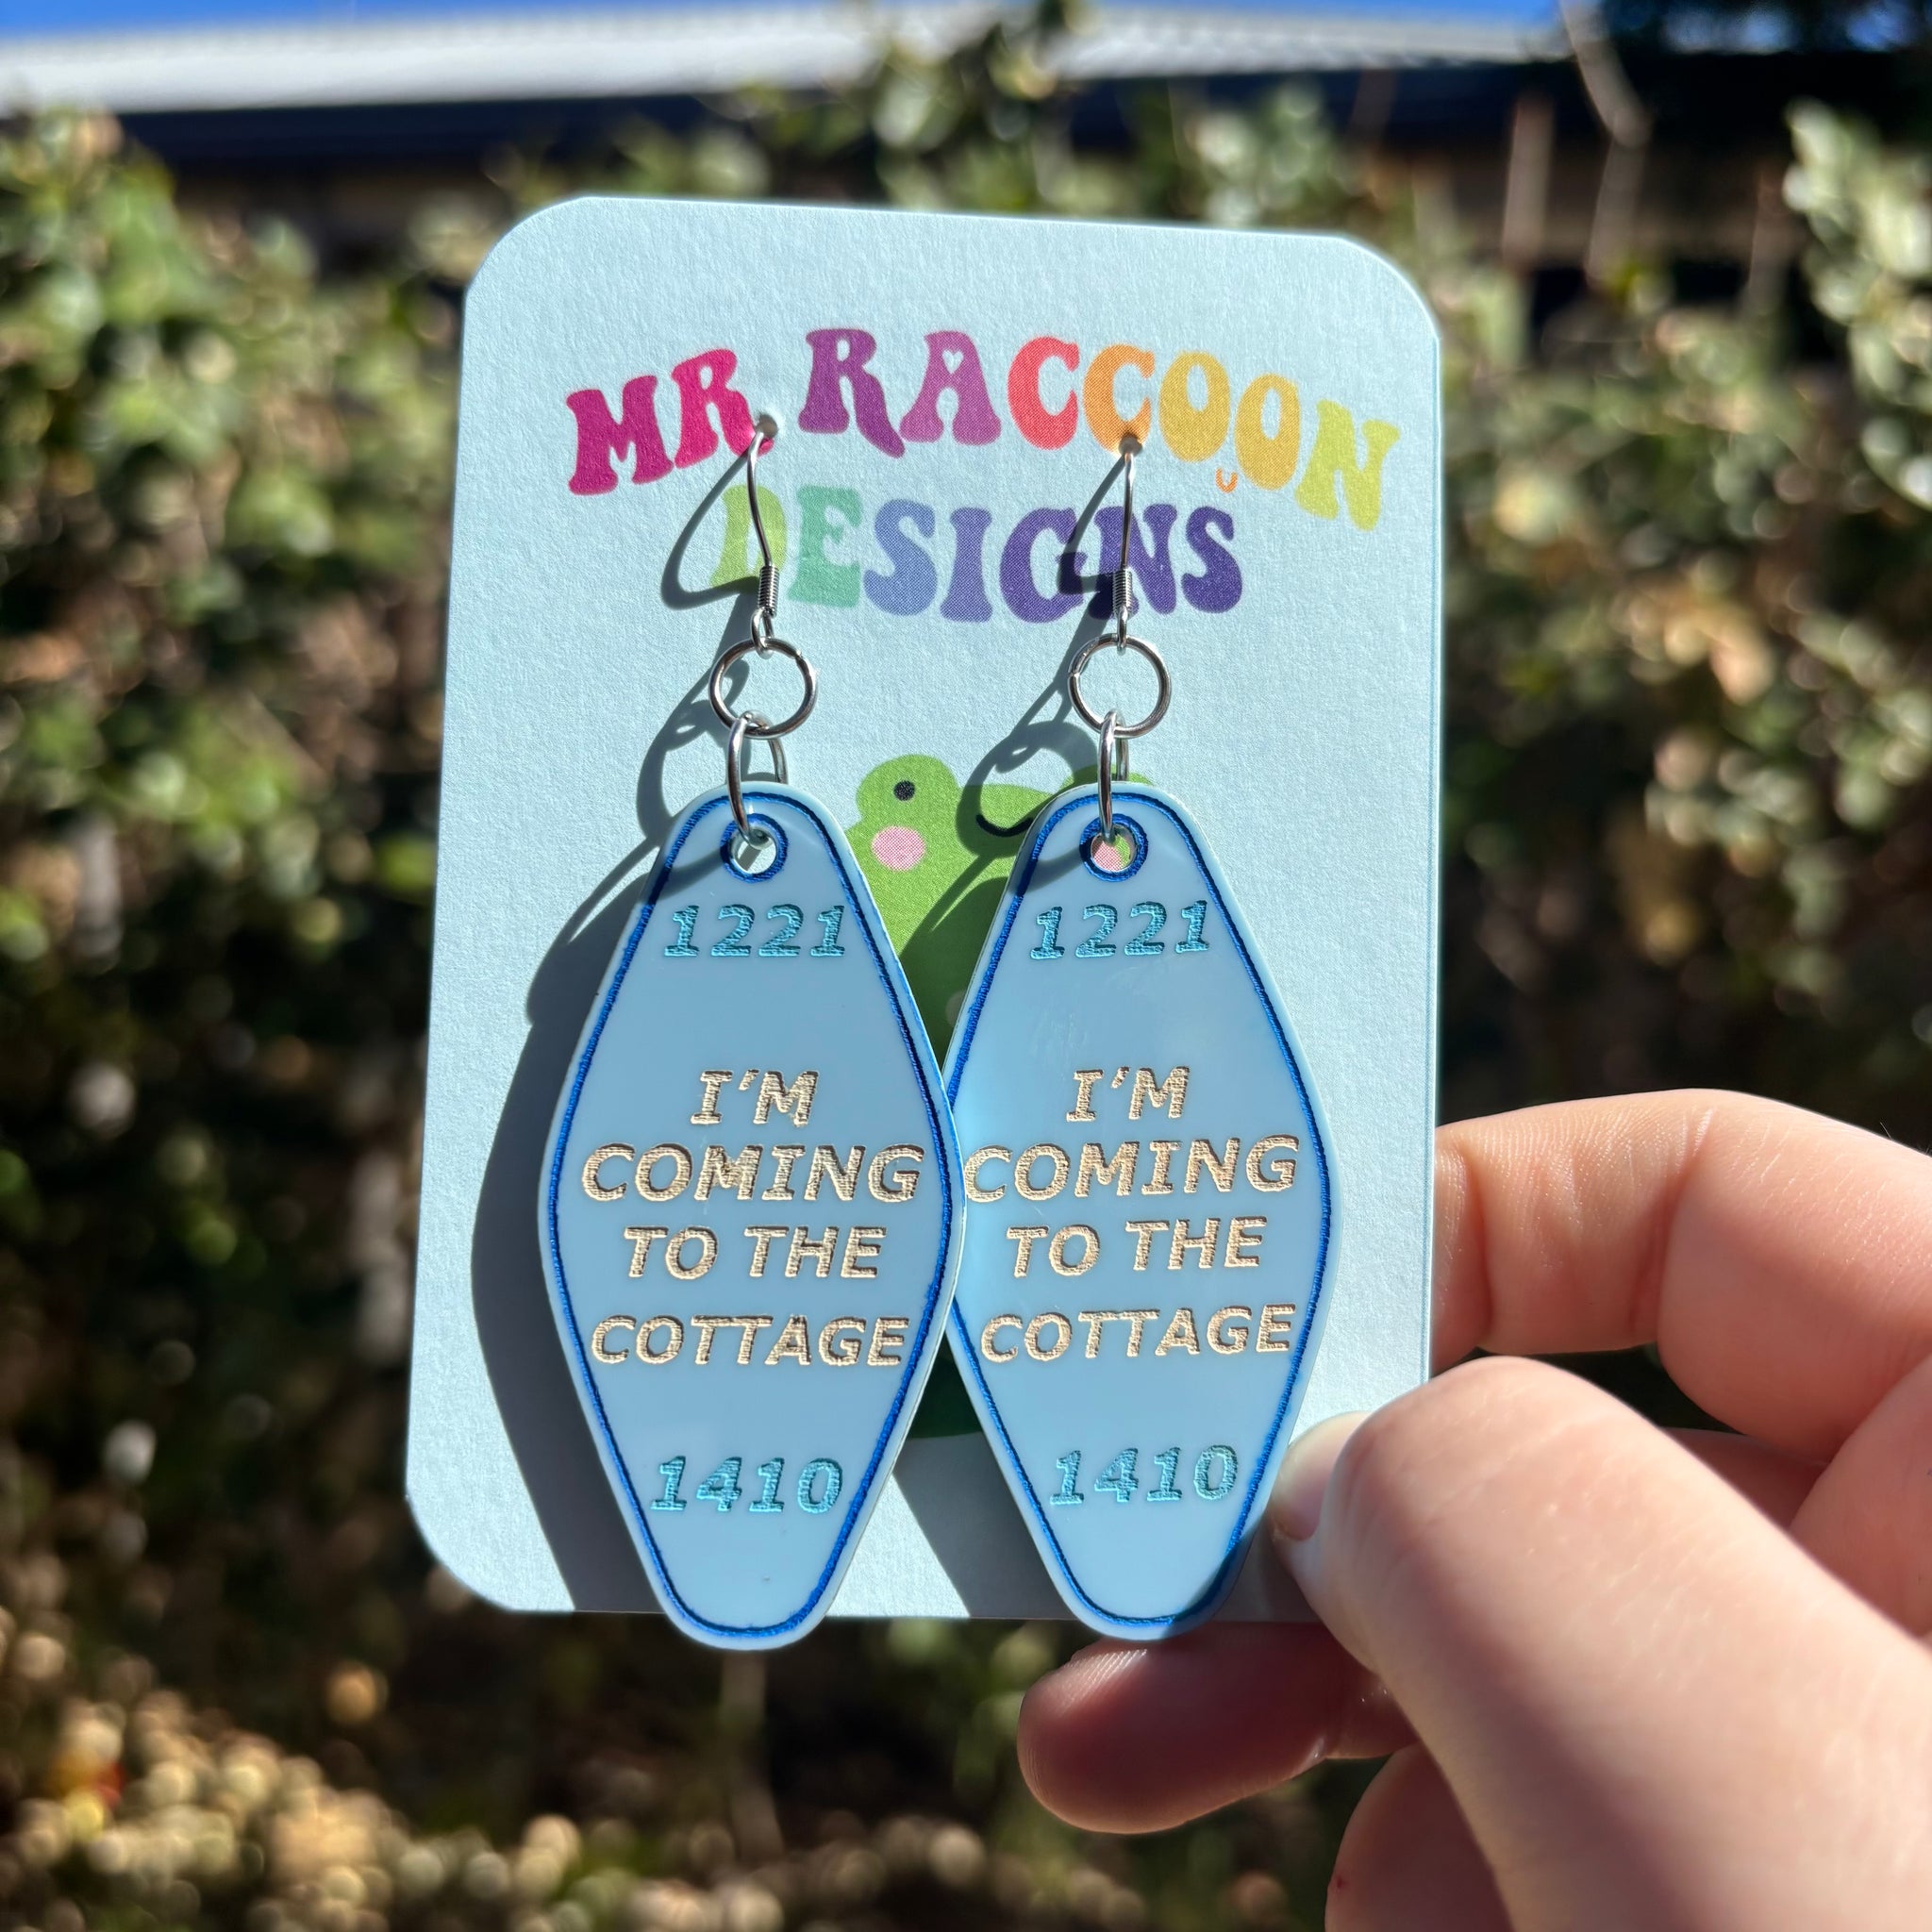 MR RACCOON
DESIGNS
1221
I'M
COMING
TO THE
COTTAGE
1410
1221
I'M
COMING
TO THE
COTTAGE
1410